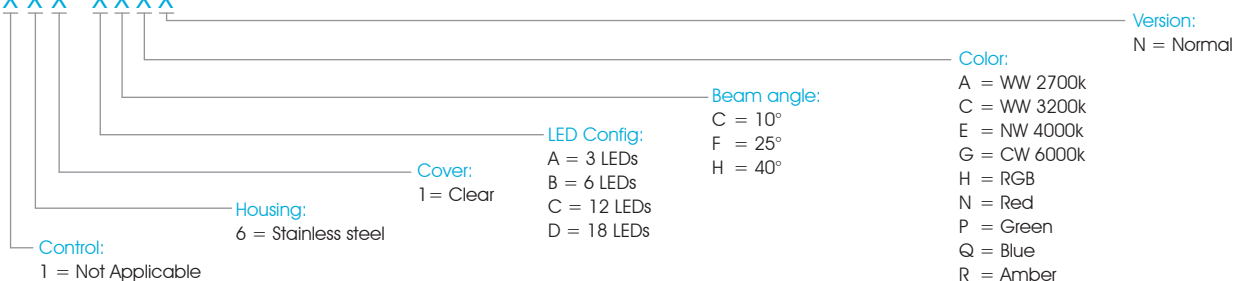 X X X X X X X
Version:
N = Normal
Color:
A = WW 2700k
C = WW 3200k
E = NW 4000k
G = CW 6000k
H = RGB
N = Red
P = Green
Q = Blue
R = Amber
Beam angle:
C = 10°
F = 25°
H = 40°
LED Config:
A = 3 LEDs
B = 6 LEDs
C = 12 LEDs
D = 18 LEDs
Cover:
1= Clear
Housing:
6 = Stainless steel
Control:
1 = Not Applicable